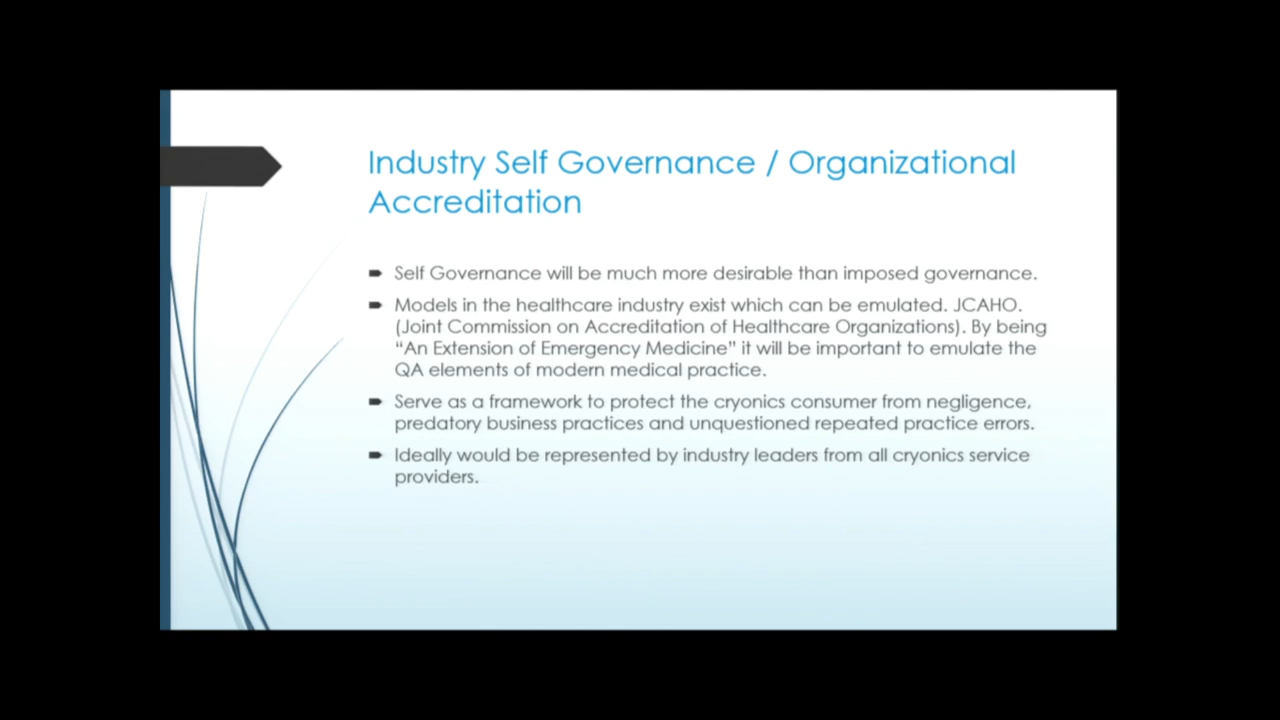 Industry Self Governance / Organizational
Accreditation
Self Governance will be much more desirable than imposed governance.
Models in the healthcare industry exist which can be emulated. JCAHO.
(Joint Commission on Accreditation of Healthcare Organizations). By being
“An Extension of Emergency Medicine” it will be important to emulate the
QA elements of modern medical practice.
Serve as a framework to protect the cryonics consumer from negligence,
predatory business practices and unquestioned repeated practice errors.
Ideally would be represented by industry leaders from all cryonics service
providers.